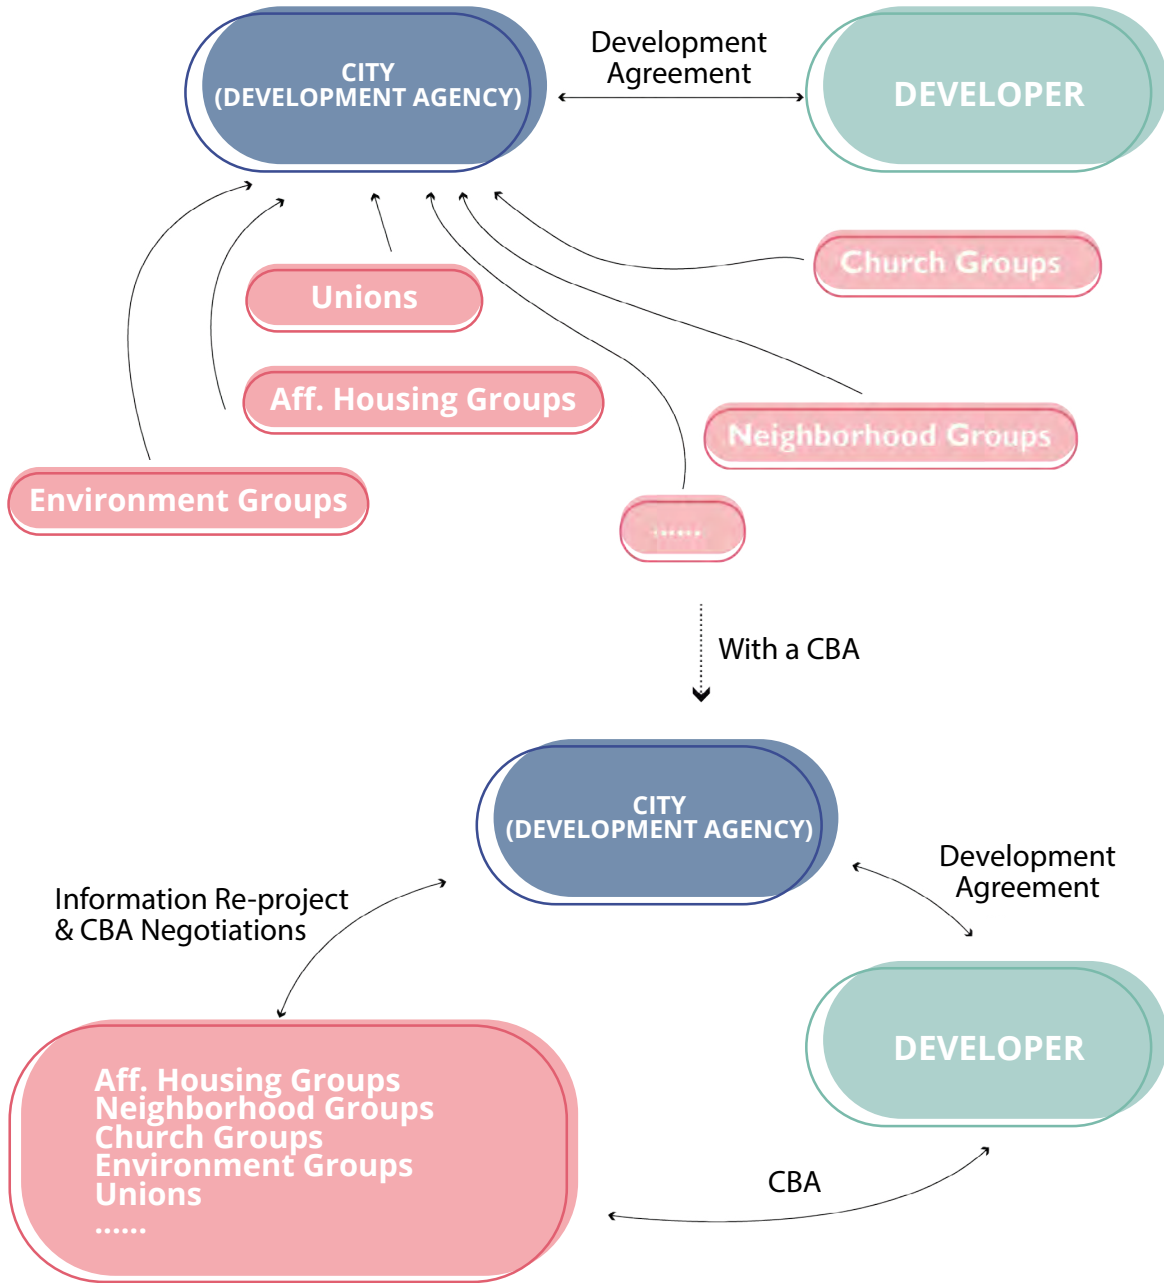 CITY
(DEVELOPMENT AGENCY)
Development
Agreement
DEVELOPER
Church Groups
Unions
Aff. Housing Groups
Neighborhood Groups
Environment Groups
......
With a CBA
CITY
(DEVELOPMENT AGENCY)
Development
Agreement
Information Re-project
& CBA Negotiations
DEVELOPER
Aff. Housing Groups
Neighborhood Groups
Church Groups
Environment Groups
Unions
......
CBA